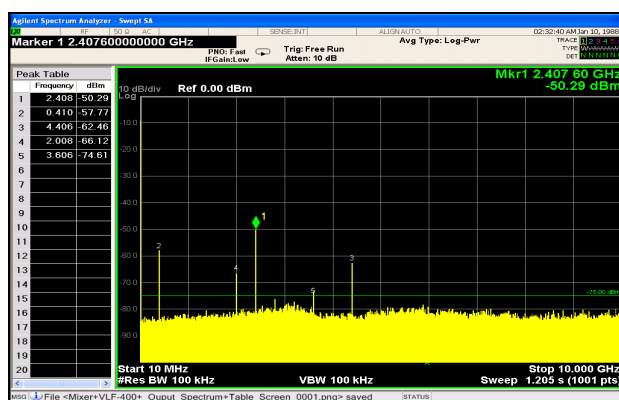 Agilent Spectrum Analyzer - Swept SA
RF 50 Ω AC SENSE:INT ALIGN AUTO 02:32:40 AM Jan 10, 1988
Marker 1 2.407600000000 GHz
PNO: Fast
IFGain:Low
Trig: Free Run
Atten: 10 dB
Avg Type: Log-Pwr
TRACE 1 2 3 4 5
TYPE
DET N N N N N
Peak Table
Frequency dBm
1 2.408 -50.29
2 0.410 -57.77
3 4.406 -62.46
4 2.008 -66.12
5 3.606 -74.61
6
7
8
9
10
11
12
13
14
15
16
17
18
19
20
Mkr1 2.407 60 GHz
-50.29 dBm
10 dB/div Ref 0.00 dBm
Log
-10.0
-20.0
-30.0
-40.0
-50.0
-60.0
-70.0
-80.0
-90.0
1
2
3
4
5
-75.00 dBm
Start 10 MHz Stop 10.000 GHz
#Res BW 100 kHz VBW 100 kHz Sweep 1.205 s (1001 pts)
MSG File <Mixer+VLF-400+_Ouput_Spectrum+Table_Screen_0001.png> saved STATUS